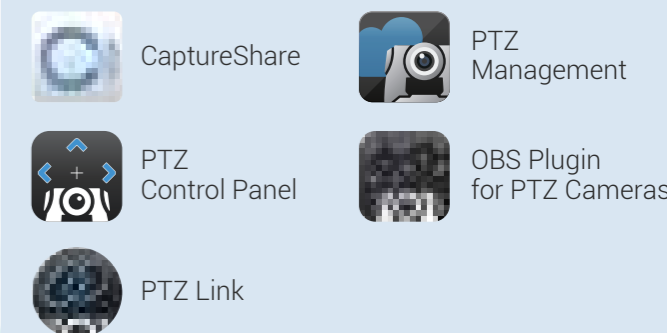 CaptureShare
PTZ
Management
PTZ
Control Panel
OBS Plugin
for PTZ Cameras
PTZ Link